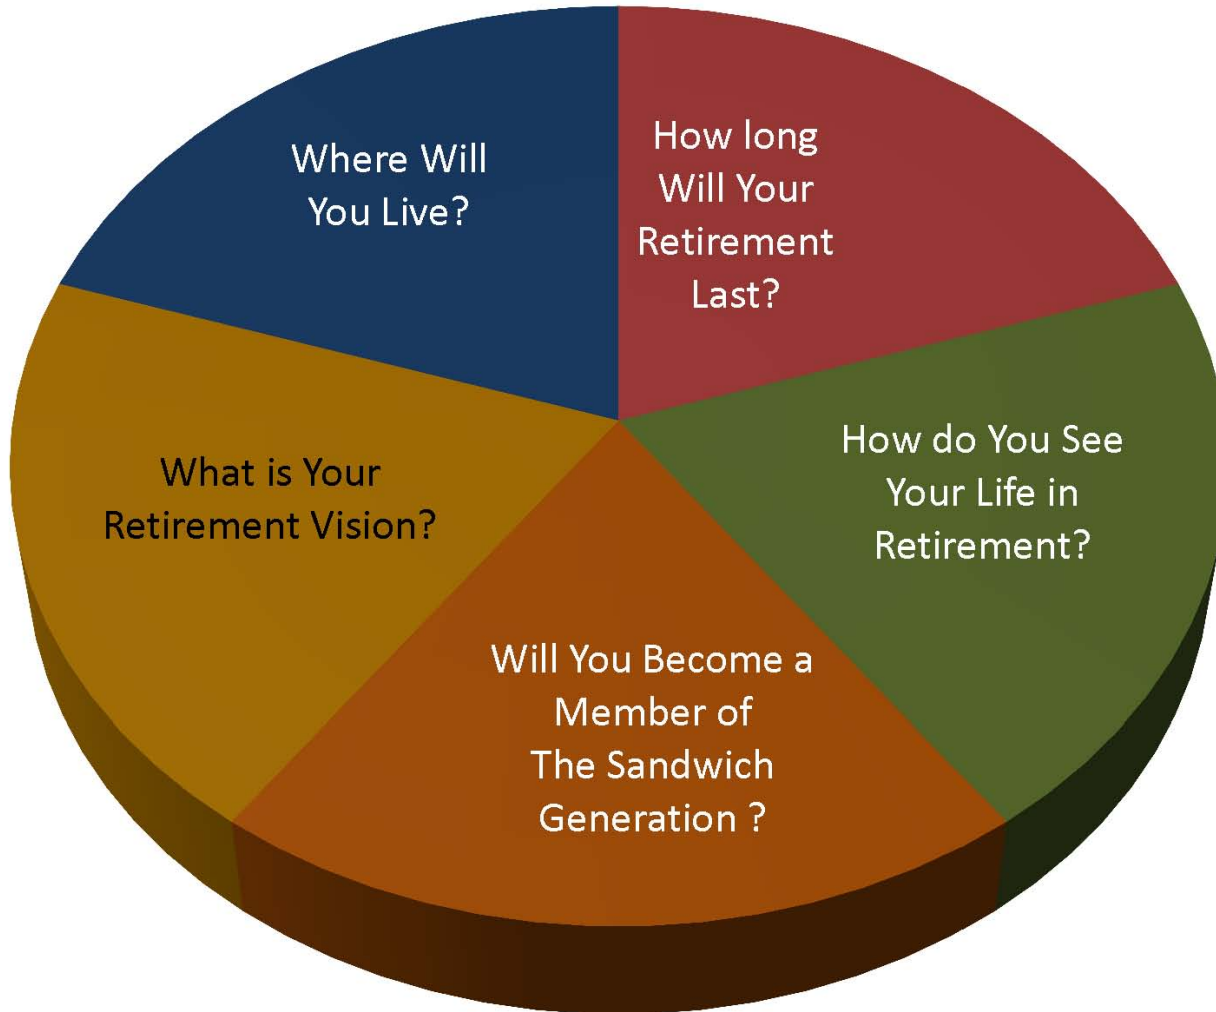 Where Will
You Live?
How long
Will Your
Retirement
Last?
How do You See
Your Life in
Retirement?
Will You Become a
Member of
The Sandwich
Generation ?
What is Your
Retirement Vision?